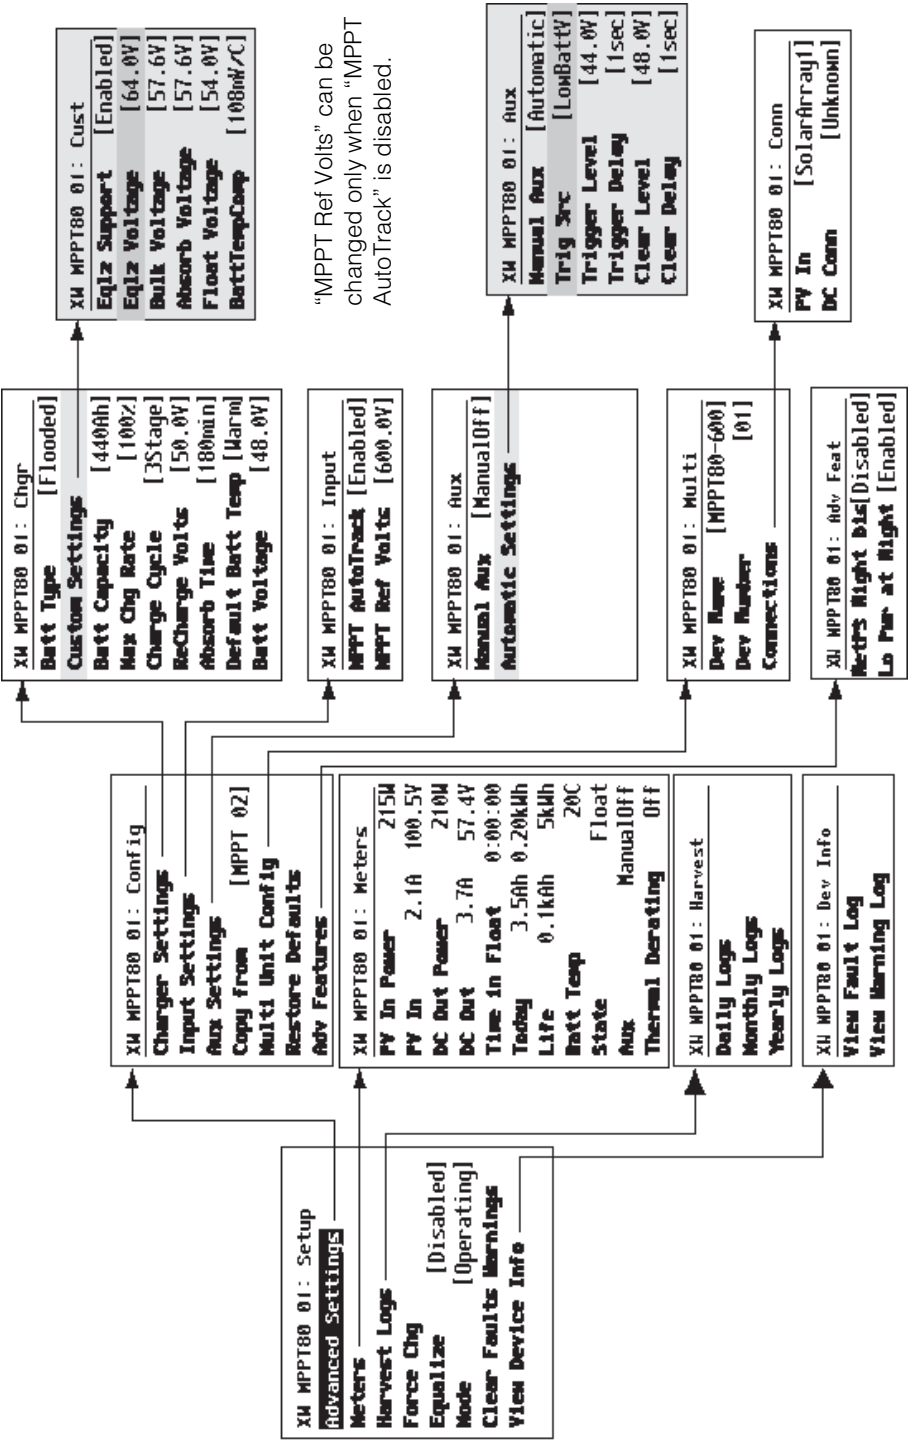 XW MPPT80 01: Setup
Advanced Settings
Meters
Harvest Logs
Force Chg
Equalize [Disabled]
Mode [Operating]
Clear Faults Warnings
View Device Info
XW MPPT80 01: Config
Charger Settings
Input Settings
Aux Settings
Copy from [MPPT 02]
Multi Unit Config
Restore Defaults
Adv Features
XW MPPT80 01: Meters
PV In Power 215W
PV In 2.1A 100.5V
DC Out Power 210W
DC Out 3.7A 57.4V
Time in Float 0:00:00
Today 3.5Ah 0.20kWh
Life 0.1kAh 5kWh
Batt Temp 20C
State Float
Aux ManualOff
Thermal Derating Off
XW MPPT80 01: Harvest
Daily Logs
Monthly Logs
Yearly Logs
XW MPPT80 01: Dev Info
View Fault Log
View Warning Log
XW MPPT80 01: Chgr
Batt Type [Flooded]
Custom Settings
Batt Capacity [440Ah]
Max Chg Rate [100%]
Charge Cycle [3Stage]
ReCharge Volts [50.0V]
Absorb Time [180min]
Default Batt Temp [Warm]
Batt Voltage [48.0V]
XW MPPT80 01: Input
MPPT AutoTrack [Enabled]
MPPT Ref Volts [600.0V]
XW MPPT80 01: Aux
Manual Aux [ManualOff]
Automatic Settings
XW MPPT80 01: Multi
Dev Name [MPPT80-600]
Dev Number [01]
Connections
XW MPPT80 01: Adv Feat
MetPS Night Dis[Disabled]
Lo Pwr at Night [Enabled]
XW MPPT80 01: Cust
Eqlz Support [Enabled]
Eqlz Voltage [64.0V]
Bulk Voltage [57.6V]
Absorb Voltage [57.6V]
Float Voltage [54.0V]
BattTempComp [108mV/C]
“MPPT Ref Volts” can be
changed only when “MPPT
AutoTrack” is disabled.
XW MPPT80 01: Aux
Manual Aux [Automatic]
Trig Src [LowBattV]
Trigger Level [44.0V]
Trigger Delay [1sec]
Clear Level [48.0V]
Clear Delay [1sec]
XW MPPT80 01: Conn
PV In [SolarArray1]
DC Conn [Unknown]